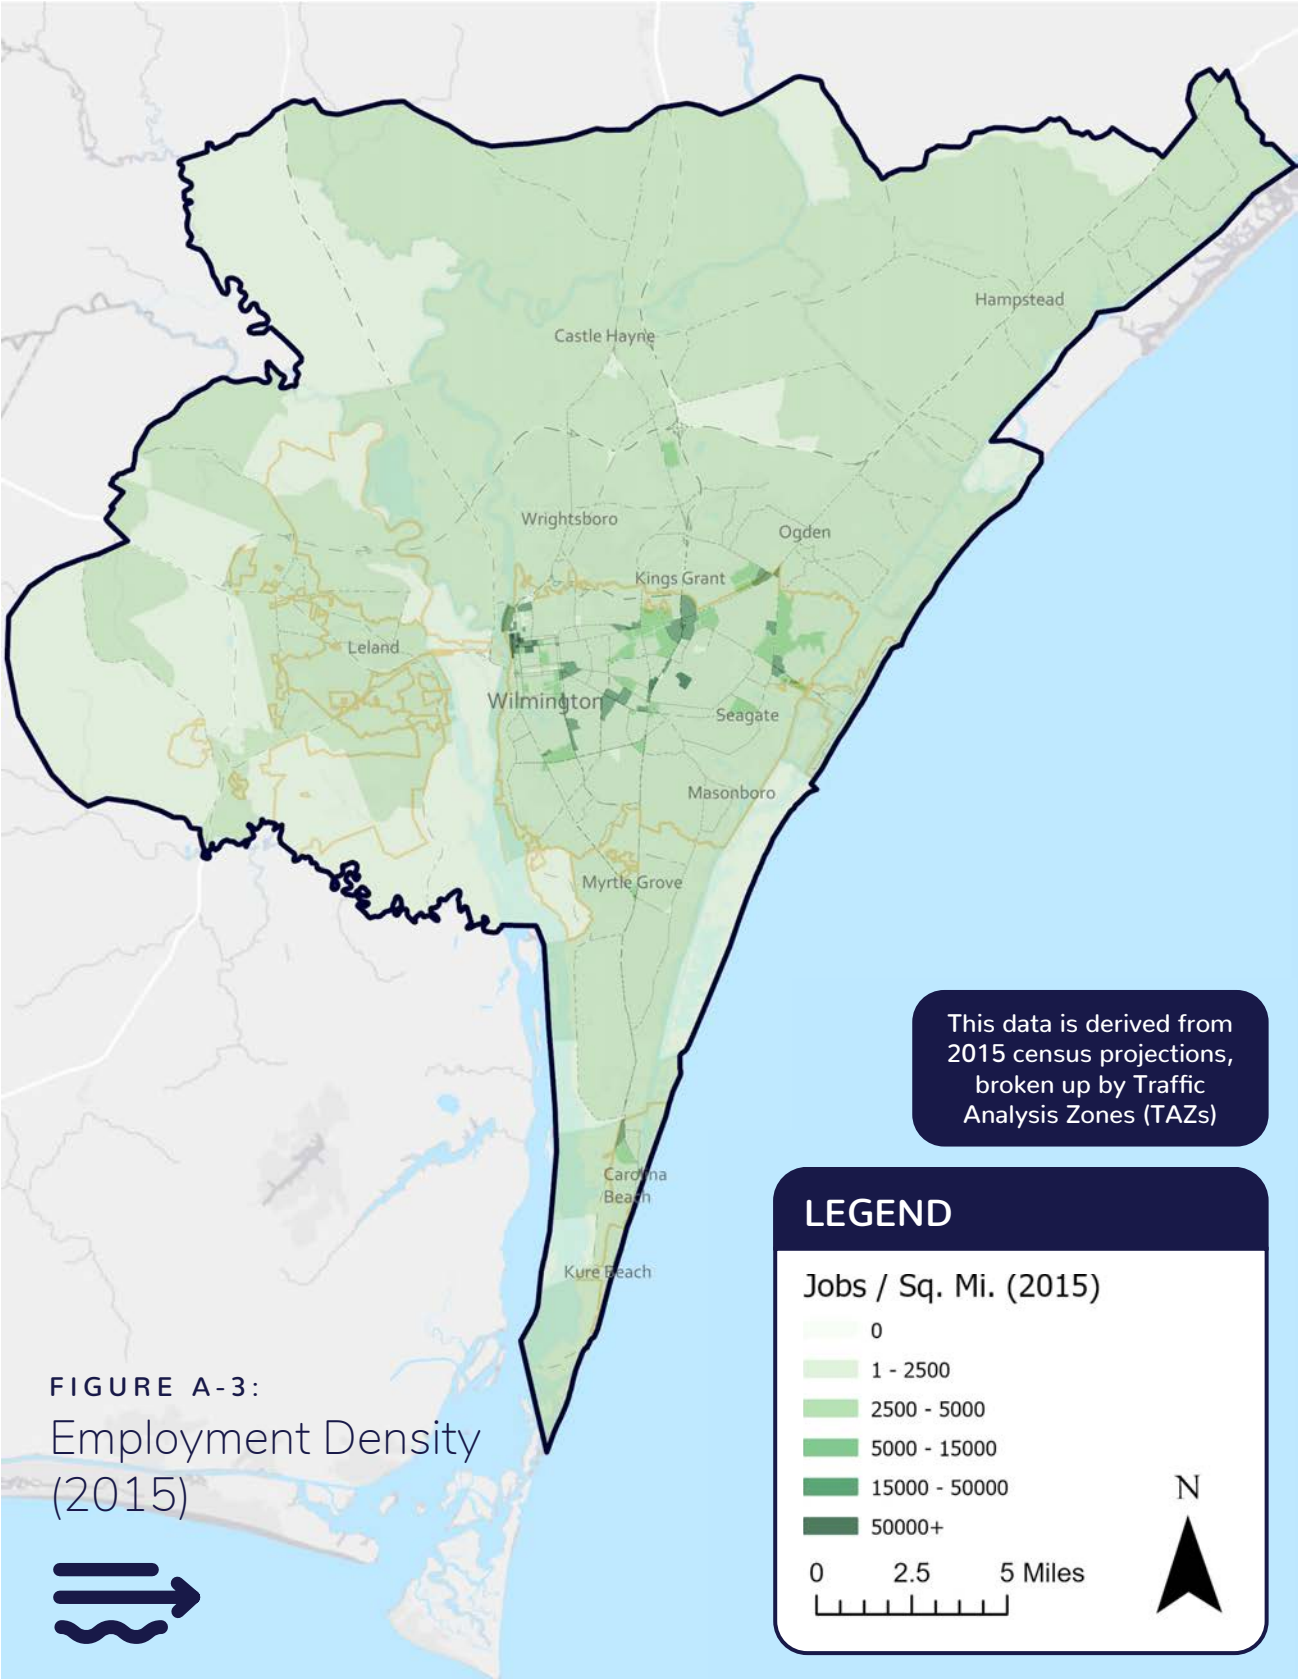 Hampstead
Castle Hayne
Wrightsboro
Ogden
Kings Grant
Leland
Wilmington
Seagate
Masonboro
Myrtle Grove
Carolina
Beach
Kure Beach
This data is derived from
2015 census projections,
broken up by Traffic
Analysis Zones (TAZs)
LEGEND
Jobs / Sq. Mi. (2015)
0
1 - 2500
2500 - 5000
5000 - 15000
15000 - 50000
50000+
0 2.5 5 Miles
N
FIGURE A-3:
Employment Density
(2015)